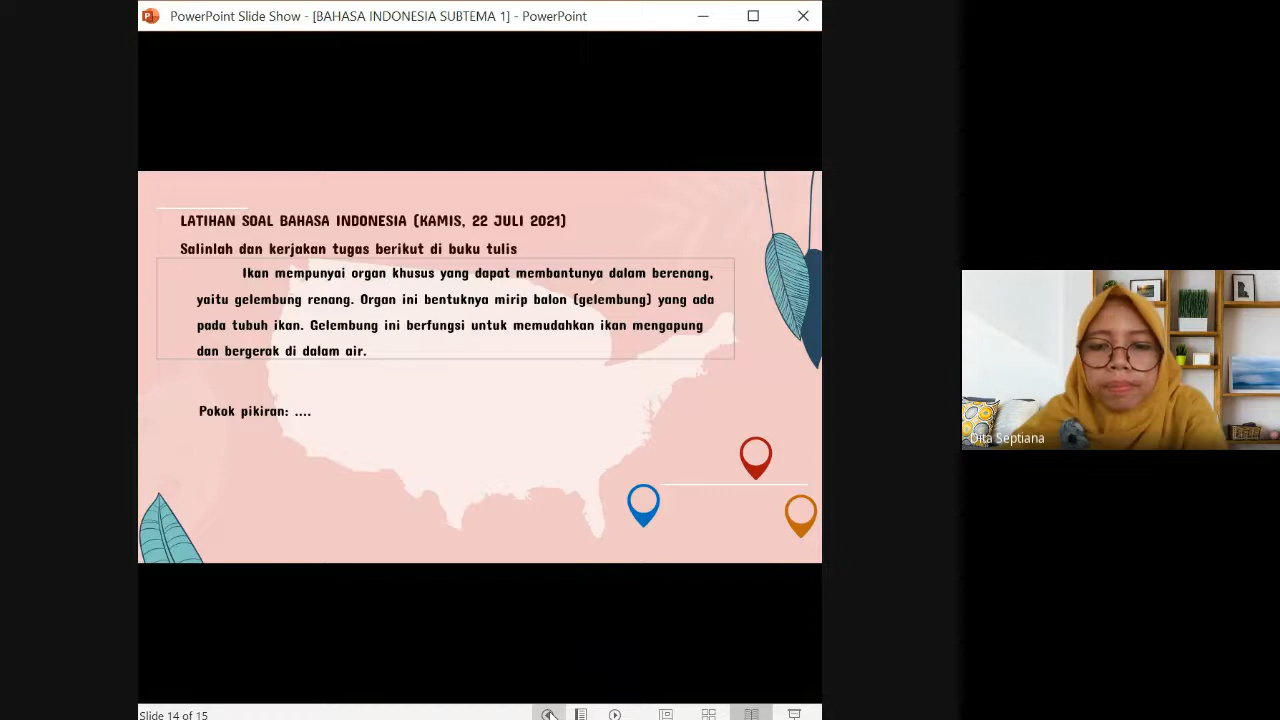 PowerPoint Slide Show - [BAHASA INDONESIA SUBTEMA 1] - PowerPoint
LATIHAN SOAL BAHASA INDONESIA (KAMIS, 22 JULI 2021)
Salinlah dan kerjakan tugas berikut di buku tulis
Ikan mempunyai organ khusus yang dapat membantunya dalam berenang,
yaitu gelembung renang. Organ ini bentuknya mirip balon (gelembung) yang ada
pada tubuh ikan. Gelembung ini berfungsi untuk memudahkan ikan mengapung
dan bergerak di dalam air.
Pokok pikiran: ....
Dita Septiana
Slide 14 of 15